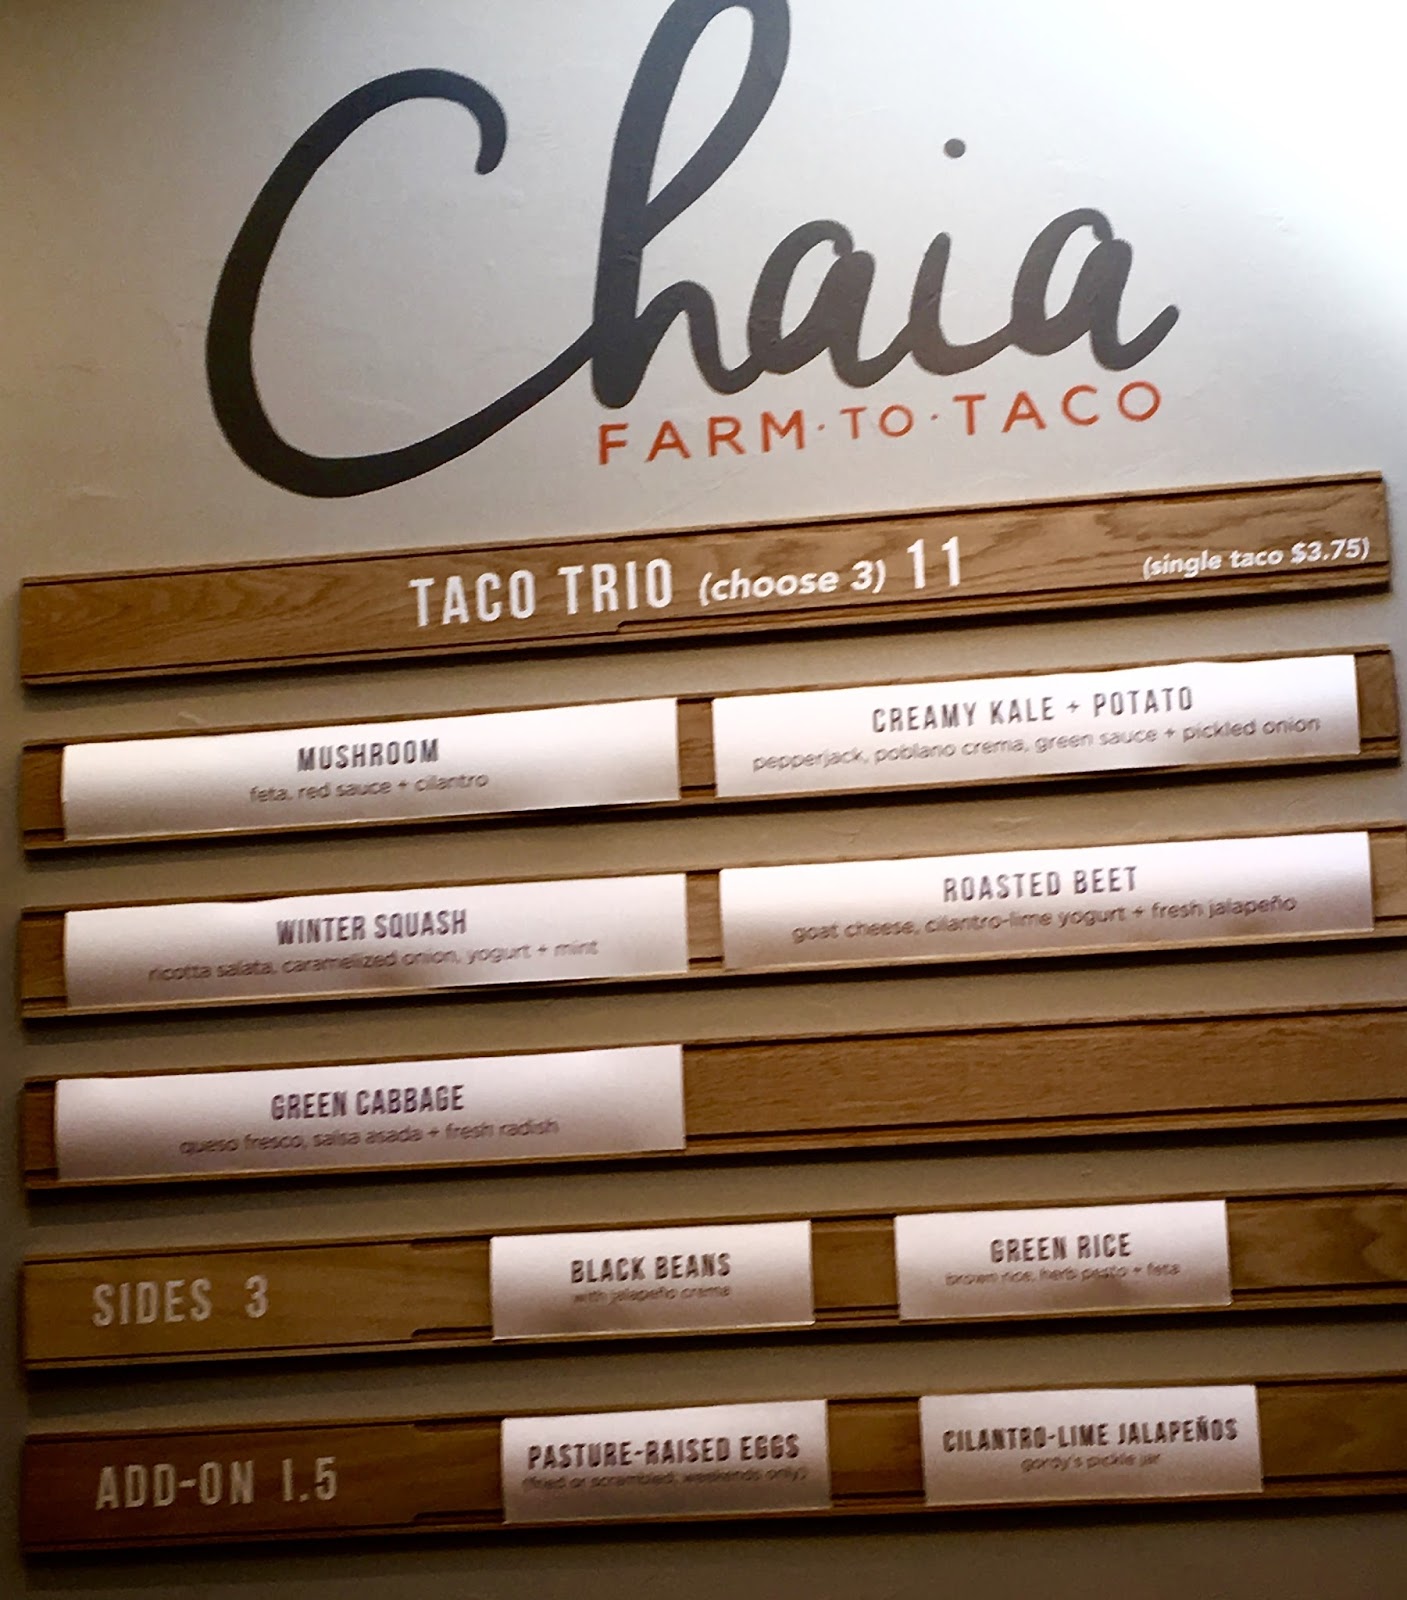 Chaia
FARM·TO·TACO
TACO TRIO (choose 3) 11 (single taco $3.75)
MUSHROOM
feta, red sauce + cilantro
CREAMY KALE + POTATO
pepperjack, poblano crema, green sauce + pickled onion
WINTER SQUASH
ricotta salata, caramelized onion, yogurt + mint
ROASTED BEET
goat cheese, cilantro-lime yogurt + fresh jalapeño
GREEN CABBAGE
queso fresco, salsa asada + fresh radish
SIDES 3
BLACK BEANS
with jalapeño crema
GREEN RICE
brown rice, herb pesto + feta
ADD-ON 1.5
PASTURE-RAISED EGGS
(fried or scrambled, weekends only)
CILANTRO-LIME JALAPEÑOS
gordy's pickle jar